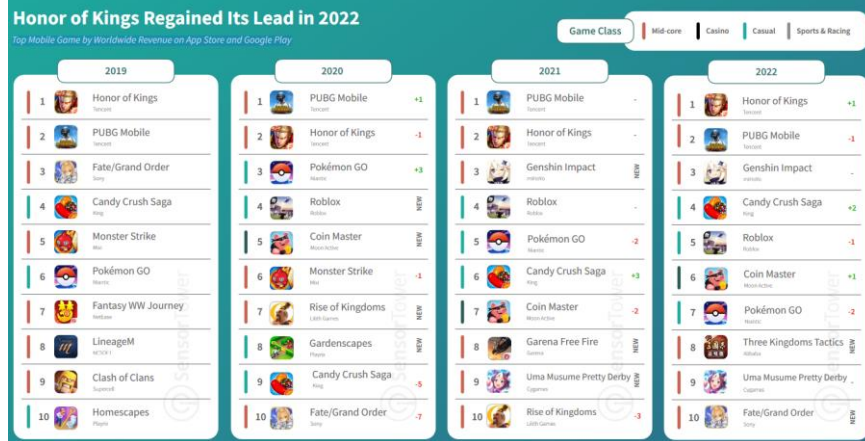 Honor of Kings Regained Its Lead in 2022
Top Mobile Game by Worldwide Revenue on App Store and Google Play
Game Class
Mid-core
Casino
Casual
Sports & Racing
2019
1 Honor of Kings
Tencent
2 PUBG Mobile
Tencent
3 Fate/Grand Order
Sony
4 Candy Crush Saga
King
5 Monster Strike
Mixi
6 Pokémon GO
Niantic
7 Fantasy WW Journey
NetEase
8 LineageM
NCSOFT
9 Clash of Clans
Supercell
10 Homescapes
Playrix
SensorTower
2020
1 PUBG Mobile +1
Tencent
2 Honor of Kings -1
Tencent
3 Pokémon GO +3
Niantic
4 Roblox NEW
Roblox
5 Coin Master NEW
Moon Active
6 Monster Strike -1
Mixi
7 Rise of Kingdoms NEW
Lilith Games
8 Gardenscapes NEW
Playrix
9 Candy Crush Saga -5
King
10 Fate/Grand Order -7
Sony
SensorTower
2021
1 PUBG Mobile -
Tencent
2 Honor of Kings -
Tencent
3 Genshin Impact NEW
miHoYo
4 Roblox -
Roblox
5 Pokémon GO -2
Niantic
6 Candy Crush Saga +3
King
7 Coin Master -2
Moon Active
8 Garena Free Fire NEW
Garena
9 Uma Musume Pretty Derby NEW
Cygames
10 Rise of Kingdoms -3
Lilith Games
SensorTower
2022
1 Honor of Kings +1
Tencent
2 PUBG Mobile -1
Tencent
3 Genshin Impact -
miHoYo
4 Candy Crush Saga +2
King
5 Roblox -1
Roblox
6 Coin Master +1
Moon Active
7 Pokémon GO -2
Niantic
8 Three Kingdoms Tactics NEW
Alibaba
9 Uma Musume Pretty Derby -
Cygames
10 Fate/Grand Order NEW
Sony
SensorTower